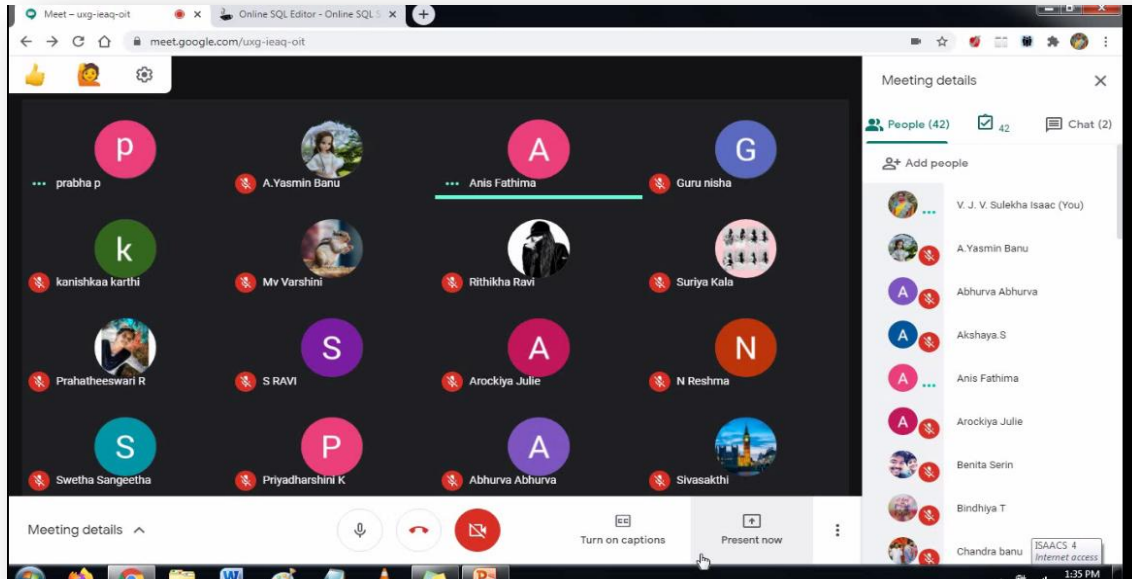 Meet – uxg-ieaq-oit
Online SQL Editor - Online SQL S
meet.google.com/uxg-ieaq-oit
Meeting details
People (42)
42
Chat (2)
Add people
p
A
G
prabha p
A.Yasmin Banu
Anis Fathima
Guru nisha
k
kanishkaa karthi
Mv Varshini
Rithikha Ravi
Suriya Kala
S
A
N
Prahatheeswari R
S RAVI
Arockiya Julie
N Reshma
S
P
A
Swetha Sangeetha
Priyadharshini K
Abhurva Abhurva
Sivasakthi
V. J. V. Sulekha Isaac (You)
A.Yasmin Banu
A
Abhurva Abhurva
A
Akshaya.S
A
Anis Fathima
A
Arockiya Julie
Benita Serin
Bindhiya T
Chandra banu
Meeting details
CC
Turn on captions
Present now
ISAACS 4
Internet access
W
P
1:35 PM